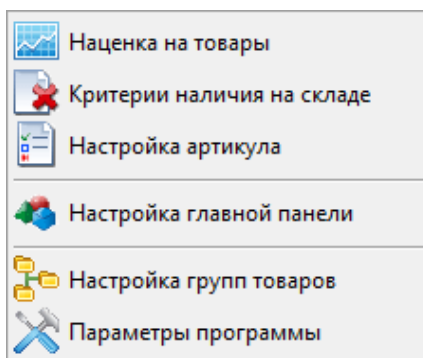 Наценка на товары
Критерии наличия на складе
Настройка артикула
Настройка главной панели
Настройка групп товаров
Параметры программы